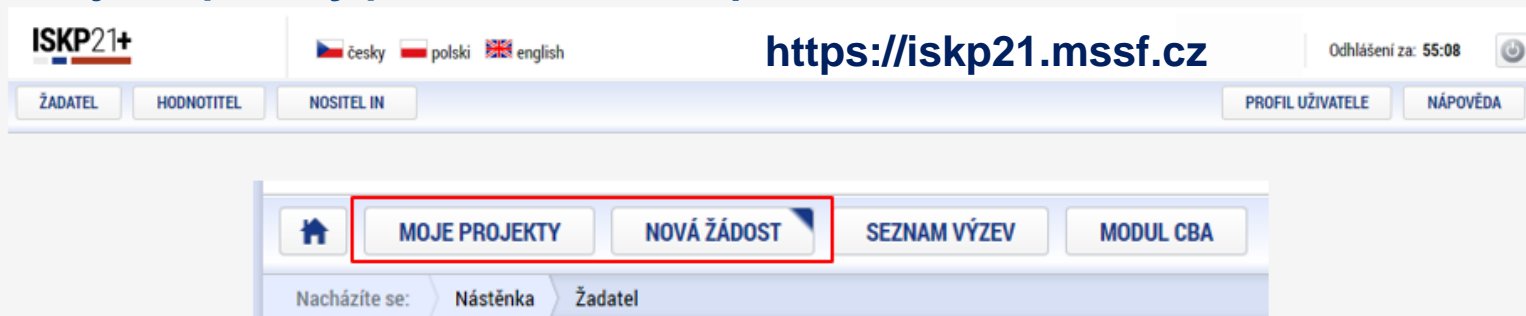 ISKP21+ česky polski english https://iskp21.mssf.cz Odhlášení za: 55:08
ŽADATEL HODNOTITEL NOSITEL IN PROFIL UŽIVATELE NÁPOVĚDA
MOJE PROJEKTY NOVÁ ŽÁDOST SEZNAM VÝZEV MODUL CBA
Nacházíte se: Nástěnka Žadatel